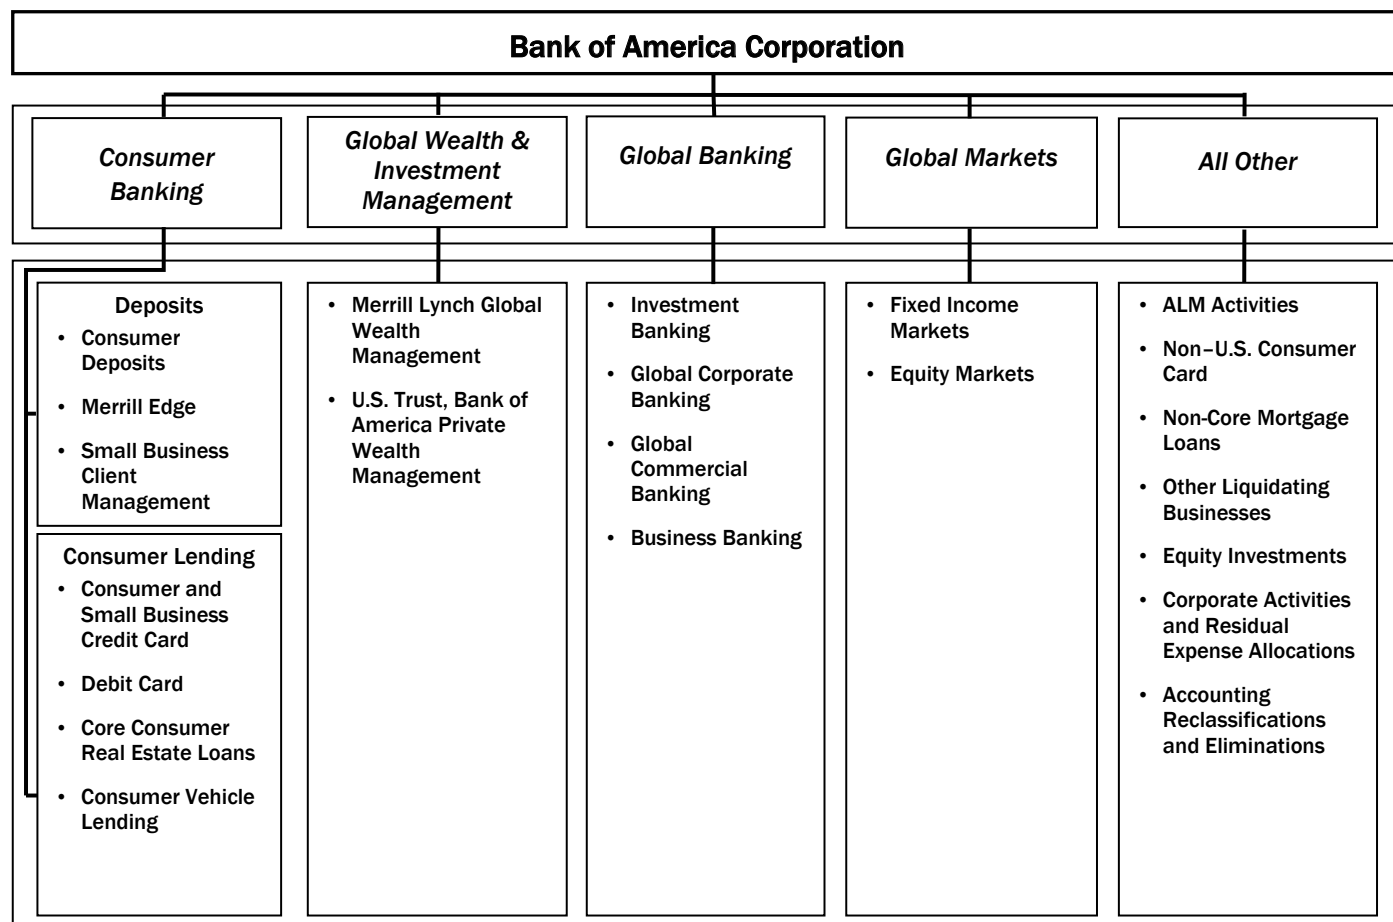 Bank of America Corporation
Consumer
Banking
Global Wealth &
Investment
Management
Global Banking
Global Markets
All Other
Deposits
• Consumer
Deposits
• Merrill Edge
• Small Business
Client
Management
Consumer Lending
• Consumer and
Small Business
Credit Card
• Debit Card
• Core Consumer
Real Estate Loans
• Consumer Vehicle
Lending
• Merrill Lynch Global
Wealth
Management
• U.S. Trust, Bank of
America Private
Wealth
Management
• Investment
Banking
• Global Corporate
Banking
• Global
Commercial
Banking
• Business Banking
• Fixed Income
Markets
• Equity Markets
• ALM Activities
• Non–U.S. Consumer
Card
• Non-Core Mortgage
Loans
• Other Liquidating
Businesses
• Equity Investments
• Corporate Activities
and Residual
Expense Allocations
• Accounting
Reclassifications
and Eliminations